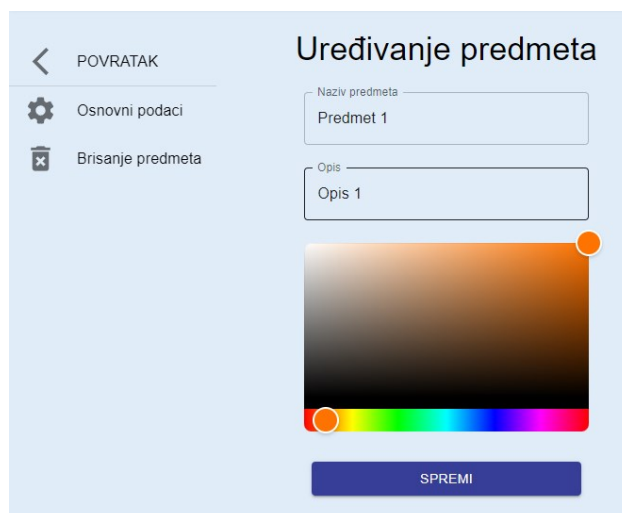 POVRATAK
Osnovni podaci
Brisanje predmeta
Uređivanje predmeta
Naziv predmeta
Predmet 1
Opis
Opis 1
SPREMI